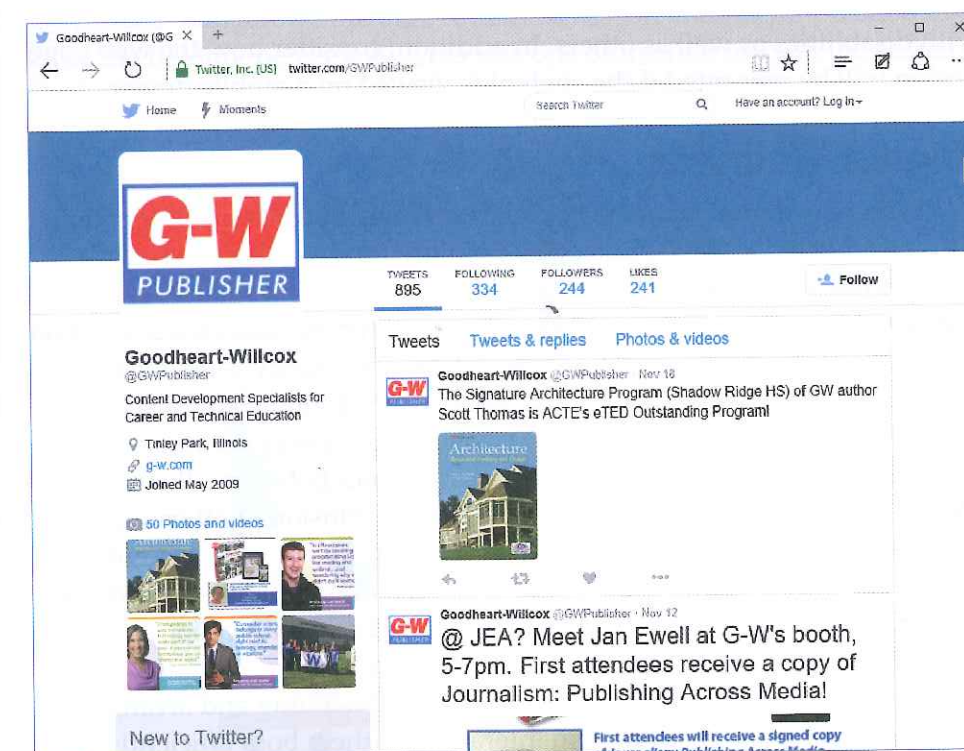 Goodheart-Willcox (@G
Twitter, Inc. [US] twitter.com/GWPublisher
Home Moments Search Twitter Have an account? Log in
G-W
PUBLISHER
TWEETS FOLLOWING FOLLOWERS LIKES
895 334 244 241
Follow
Goodheart-Willcox
@GWPublisher
Content Development Specialists for
Career and Technical Education
Tinley Park, Illinois
g-w.com
Joined May 2009
50 Photos and videos
New to Twitter?
Tweets Tweets & replies Photos & videos
G-W
Goodheart-Willcox @GWPublisher Nov 18
The Signature Architecture Program (Shadow Ridge HS) of GW author
Scott Thomas is ACTE's eTED Outstanding Program!
Architecture
G-W
Goodheart-Willcox @GWPublisher · Nov 12
@ JEA? Meet Jan Ewell at G-W's booth,
5-7pm. First attendees receive a copy of
Journalism: Publishing Across Media!
First attendees will receive a signed copy
Publishing Across Media